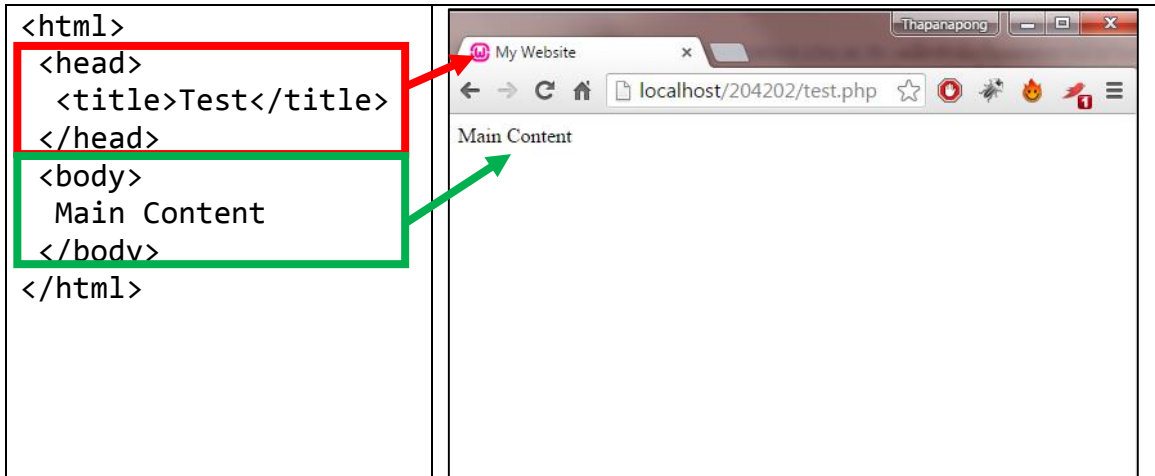 <html>
<head>
<title>Test</title>
</head>
<body>
Main Content
</body>
</html>
Thapanapong
My Website
localhost/204202/test.php
1
Main Content